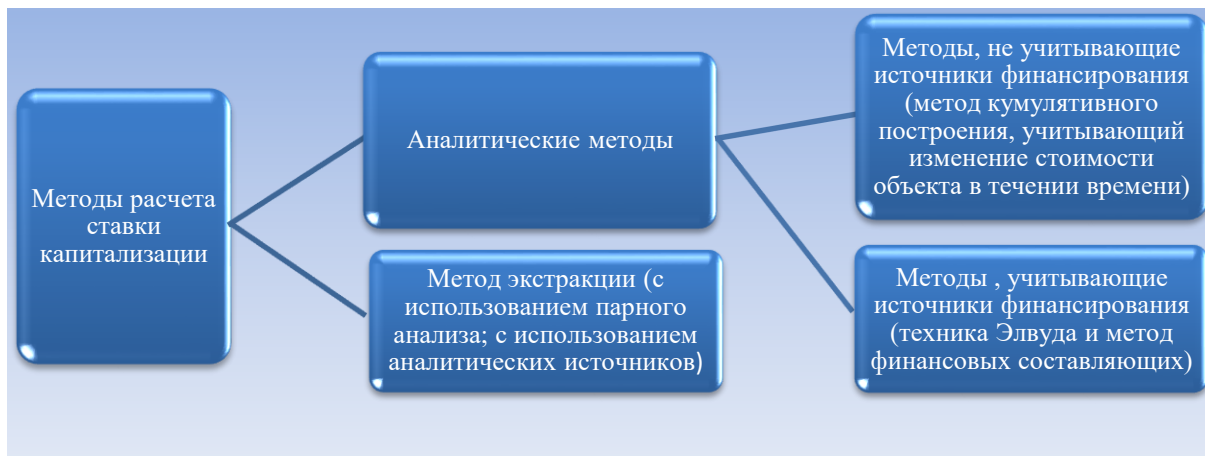 Методы расчета
ставки
капитализации
Аналитические методы
Метод экстракции (с
использованием парного
анализа; с использованием
аналитических источников)
Методы, не учитывающие
источники финансирования
(метод кумулятивного
построения, учитывающий
изменение стоимости
объекта в течении времени)
Методы , учитывающие
источники финансирования
(техника Элвуда и метод
финансовых составляющих)